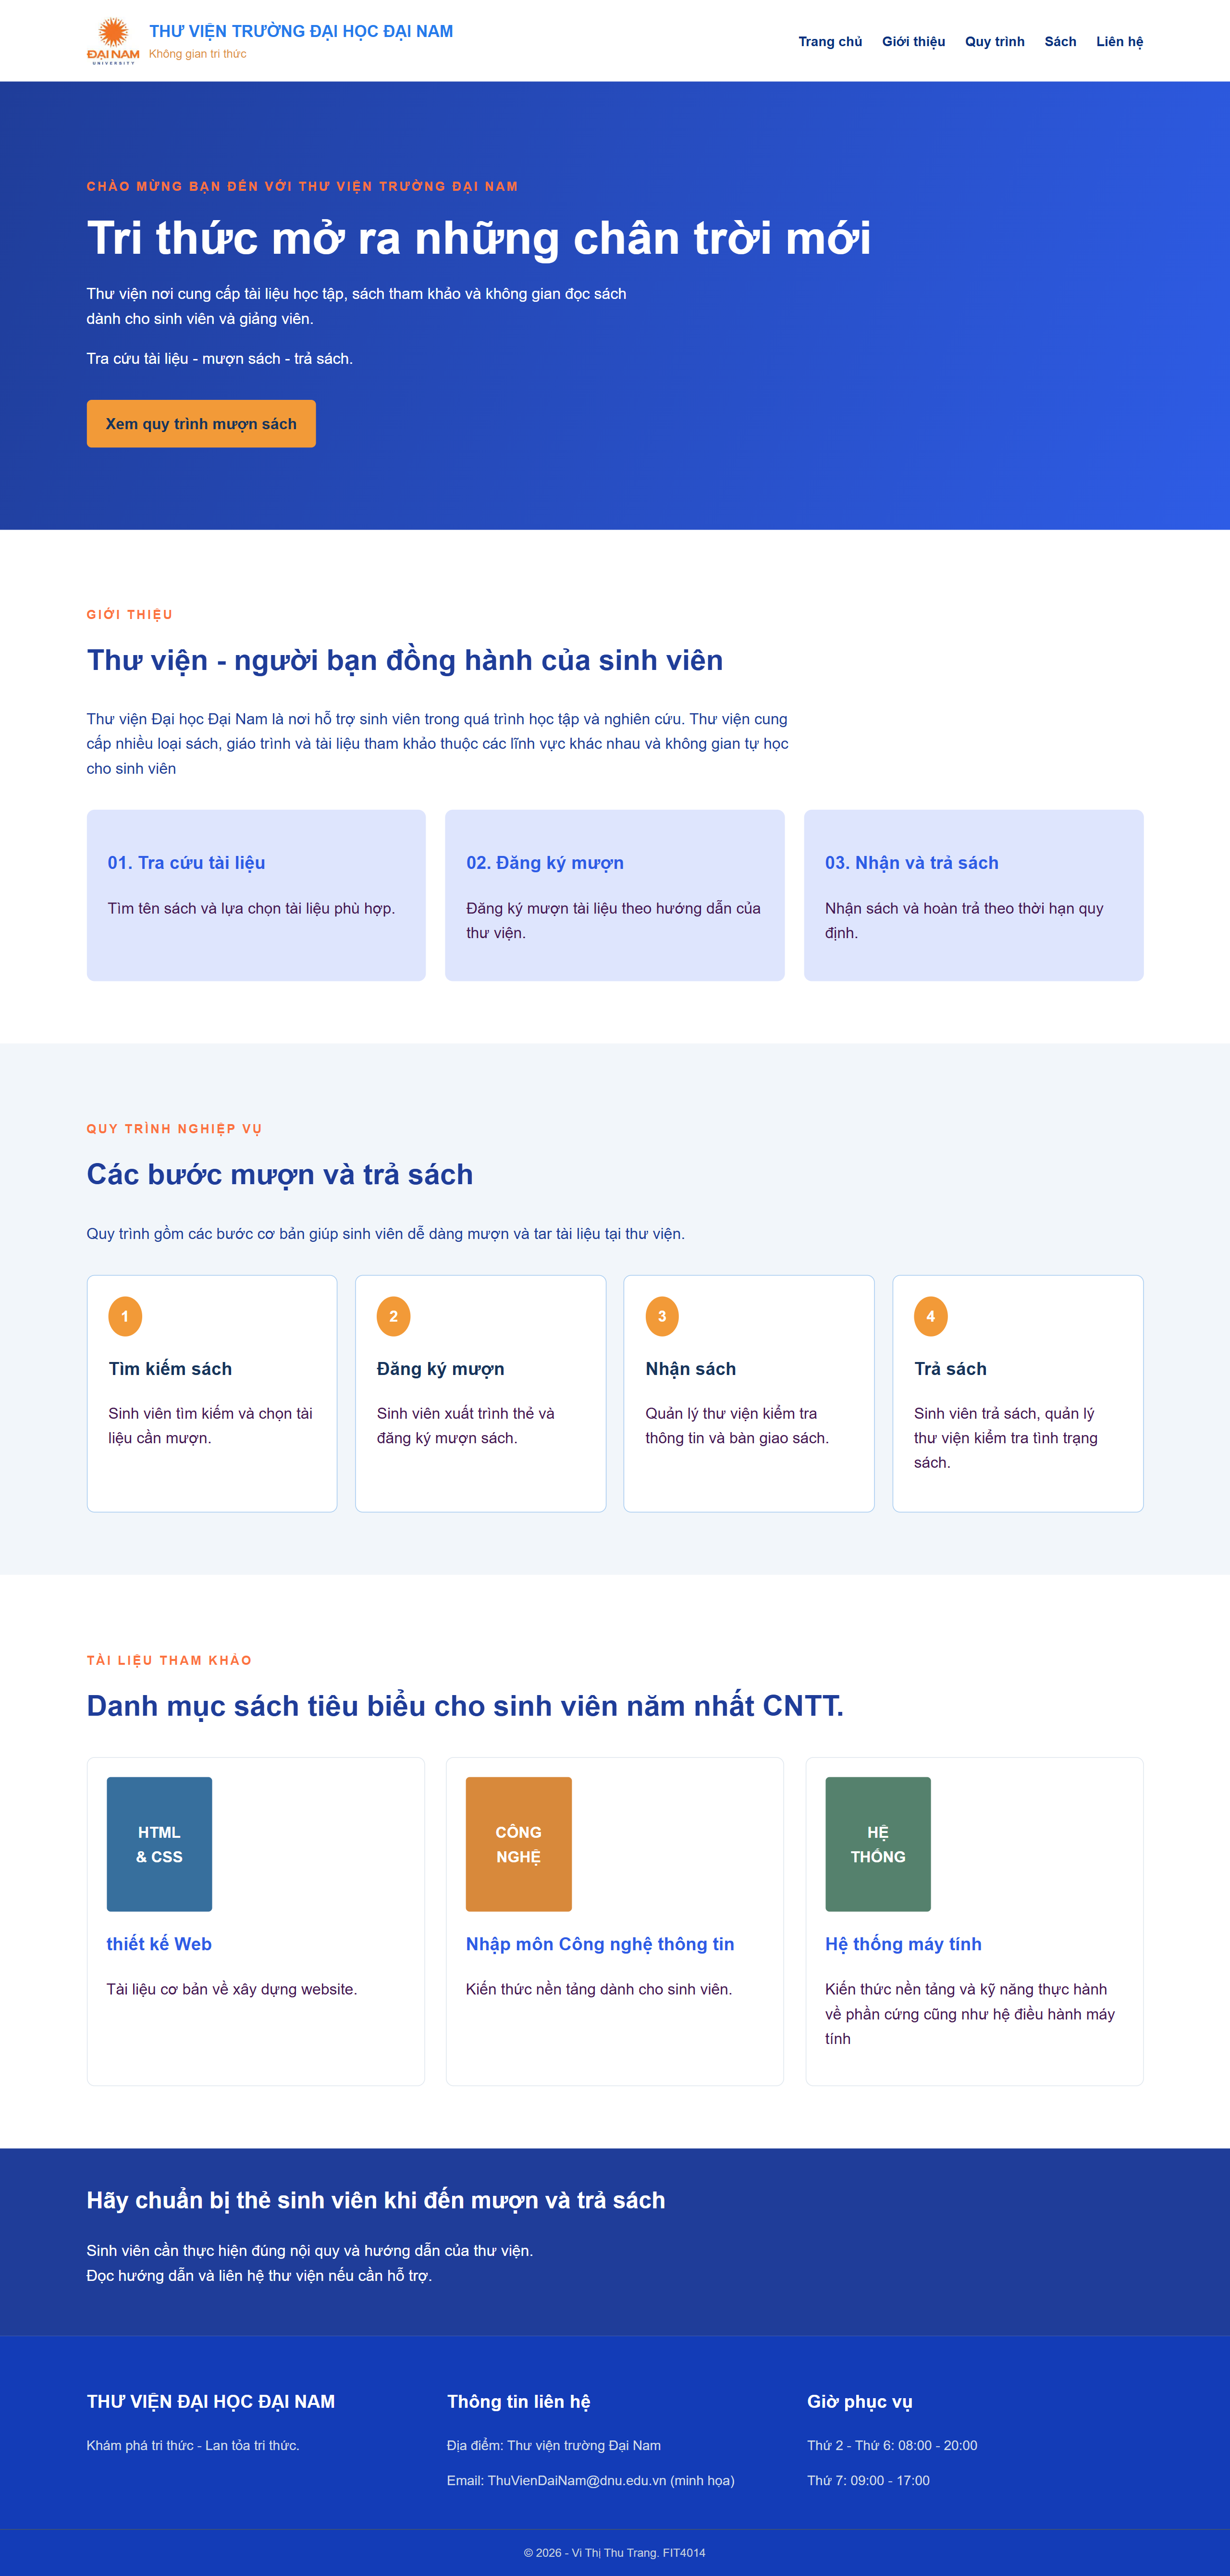 ĐẠI NAM
UNIVERSITY
THƯ VIỆN TRƯỜNG ĐẠI HỌC ĐẠI NAM
Không gian tri thức
Trang chủ
Giới thiệu
Quy trình
Sách
Liên hệ
CHÀO MỪNG BẠN ĐẾN VỚI THƯ VIỆN TRƯỜNG ĐẠI NAM
Tri thức mở ra những chân trời mới
Thư viện nơi cung cấp tài liệu học tập, sách tham khảo và không gian đọc sách
dành cho sinh viên và giảng viên.
Tra cứu tài liệu - mượn sách - trả sách.
Xem quy trình mượn sách
GIỚI THIỆU
Thư viện - người bạn đồng hành của sinh viên
Thư viện Đại học Đại Nam là nơi hỗ trợ sinh viên trong quá trình học tập và nghiên cứu. Thư viện cung
cấp nhiều loại sách, giáo trình và tài liệu tham khảo thuộc các lĩnh vực khác nhau và không gian tự học
cho sinh viên
01. Tra cứu tài liệu
Tìm tên sách và lựa chọn tài liệu phù hợp.
02. Đăng ký mượn
Đăng ký mượn tài liệu theo hướng dẫn của
thư viện.
03. Nhận và trả sách
Nhận sách và hoàn trả theo thời hạn quy
định.
QUY TRÌNH NGHIỆP VỤ
Các bước mượn và trả sách
Quy trình gồm các bước cơ bản giúp sinh viên dễ dàng mượn và tar tài liệu tại thư viện.
1
Tìm kiếm sách
Sinh viên tìm kiếm và chọn tài
liệu cần mượn.
2
Đăng ký mượn
Sinh viên xuất trình thẻ và
đăng ký mượn sách.
3
Nhận sách
Quản lý thư viện kiểm tra
thông tin và bàn giao sách.
4
Trả sách
Sinh viên trả sách, quản lý
thư viện kiểm tra tình trạng
sách.
TÀI LIỆU THAM KHẢO
Danh mục sách tiêu biểu cho sinh viên năm nhất CNTT.
HTML
& CSS
thiết kế Web
Tài liệu cơ bản về xây dựng website.
CÔNG
NGHỆ
Nhập môn Công nghệ thông tin
Kiến thức nền tảng dành cho sinh viên.
HỆ
THỐNG
Hệ thống máy tính
Kiến thức nền tảng và kỹ năng thực hành
về phần cứng cũng như hệ điều hành máy
tính
Hãy chuẩn bị thẻ sinh viên khi đến mượn và trả sách
Sinh viên cần thực hiện đúng nội quy và hướng dẫn của thư viện.
Đọc hướng dẫn và liên hệ thư viện nếu cần hỗ trợ.
THƯ VIỆN ĐẠI HỌC ĐẠI NAM
Khám phá tri thức - Lan tỏa tri thức.
Thông tin liên hệ
Địa điểm: Thư viện trường Đại Nam
Email: ThuVienDaiNam@dnu.edu.vn (minh họa)
Giờ phục vụ
Thứ 2 - Thứ 6: 08:00 - 20:00
Thứ 7: 09:00 - 17:00
© 2026 - Vi Thị Thu Trang. FIT4014